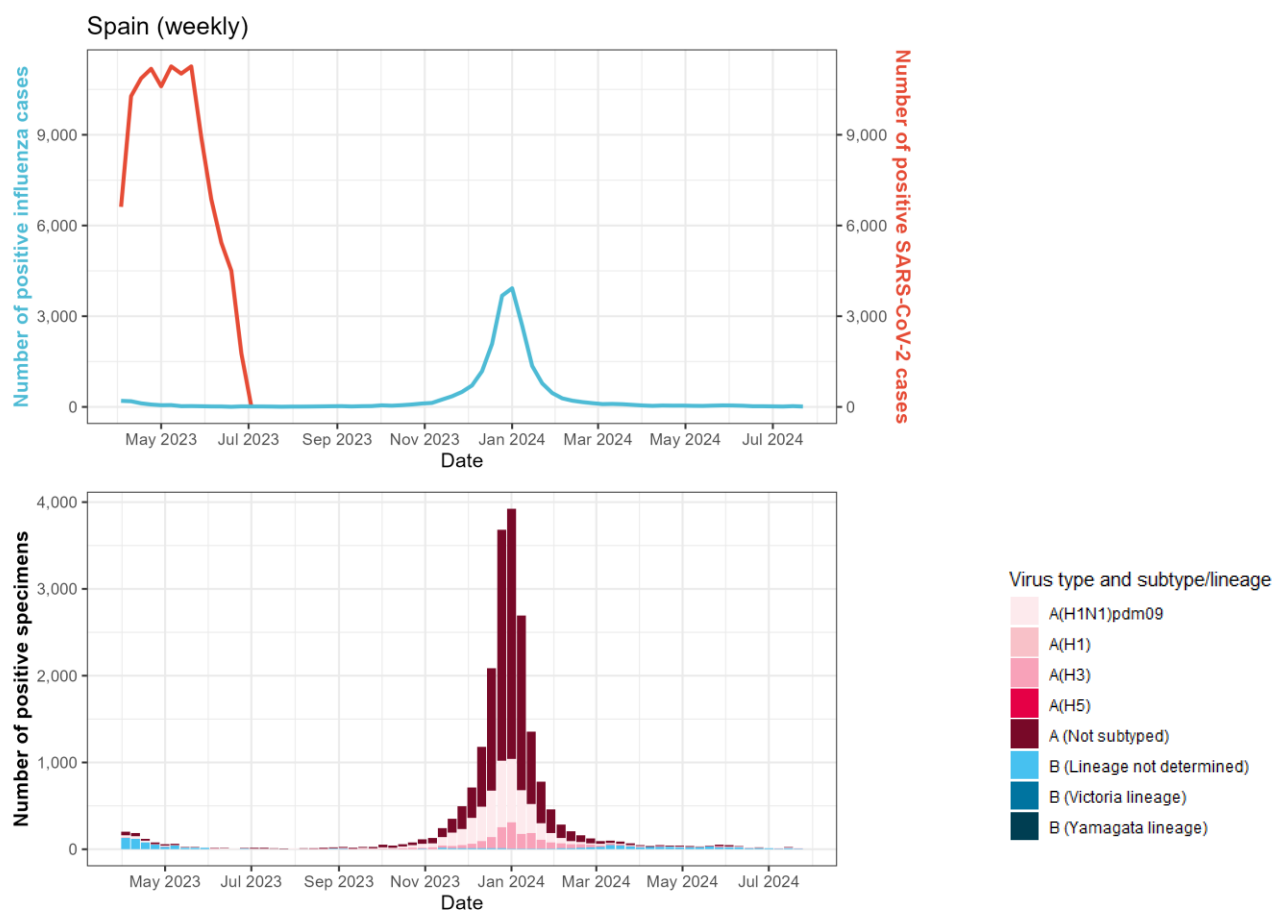 Spain (weekly)
Number of positive influenza cases
9,000
6,000
3,000
0
9,000
6,000
3,000
0
Number of positive SARS-CoV-2 cases
May 2023 Jul 2023 Sep 2023 Nov 2023 Jan 2024 Mar 2024 May 2024 Jul 2024
Date
Number of positive specimens
4,000
3,000
2,000
1,000
0
May 2023 Jul 2023 Sep 2023 Nov 2023 Jan 2024 Mar 2024 May 2024 Jul 2024
Date
Virus type and subtype/lineage
A(H1N1)pdm09
A(H1)
A(H3)
A(H5)
A (Not subtyped)
B (Lineage not determined)
B (Victoria lineage)
B (Yamagata lineage)